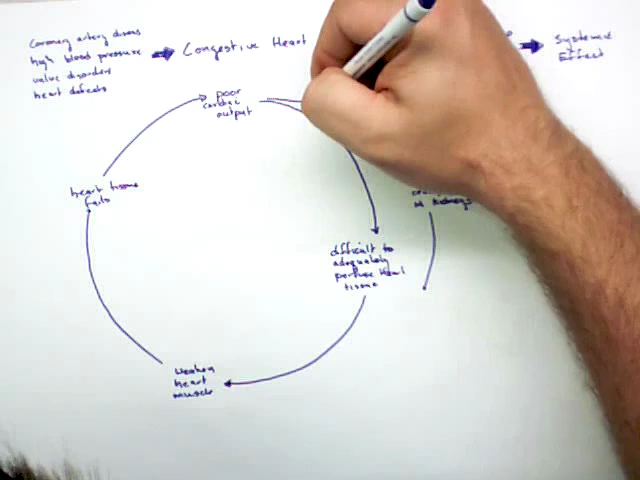 Coronary artery disease
high blood pressure
valve disorders
heart defects
Congestive Heart
Systemic
Effect
poor
cardiac
output
heart tissue
fails
kidneys
difficult to
adequately
perfuse heart
tissue
weaken
heart
muscle